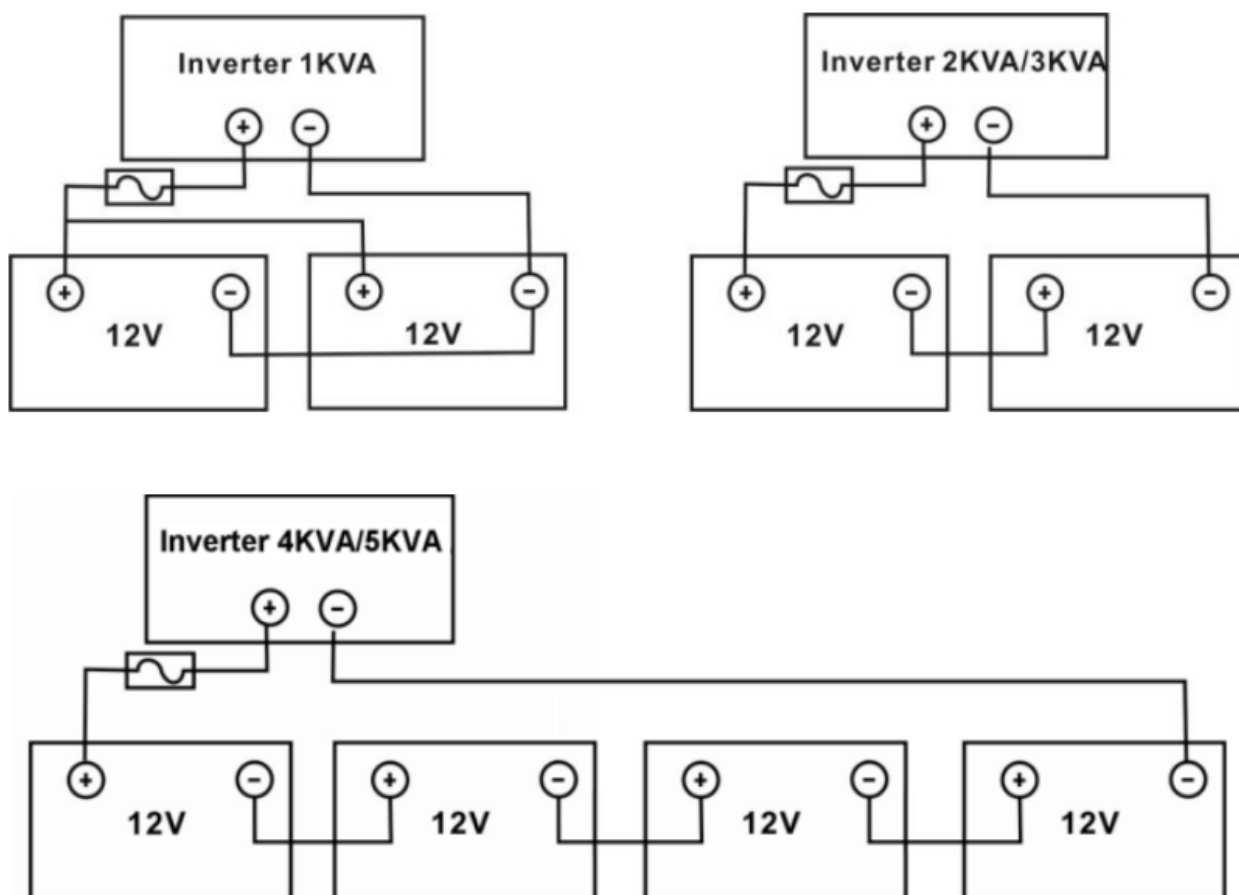 Inverter 1KVA
+ −
+ − + −
12V 12V
Inverter 2KVA/3KVA
+ −
+ − + −
12V 12V
Inverter 4KVA/5KVA
+ −
+ − + − + − + −
12V 12V 12V 12V